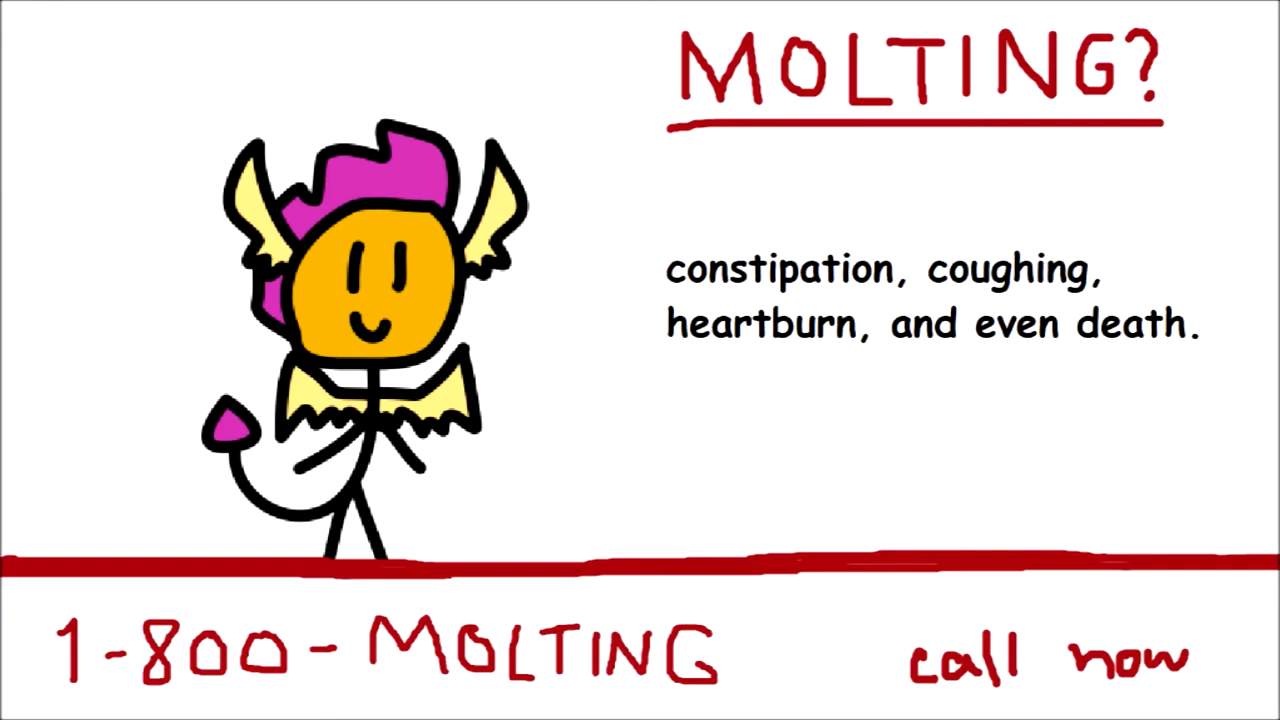 MOLTING?
constipation, coughing,
heartburn, and even death.
1-800-MOLTING
call now